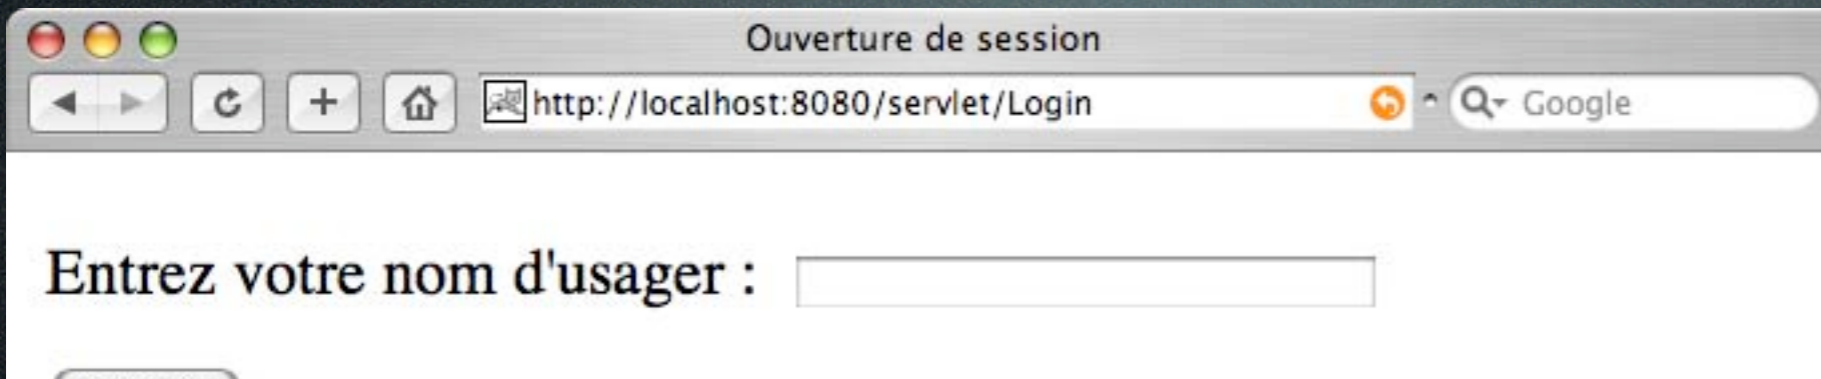 Ouverture de session
http://localhost:8080/servlet/Login
Google
Entrez votre nom d'usager :